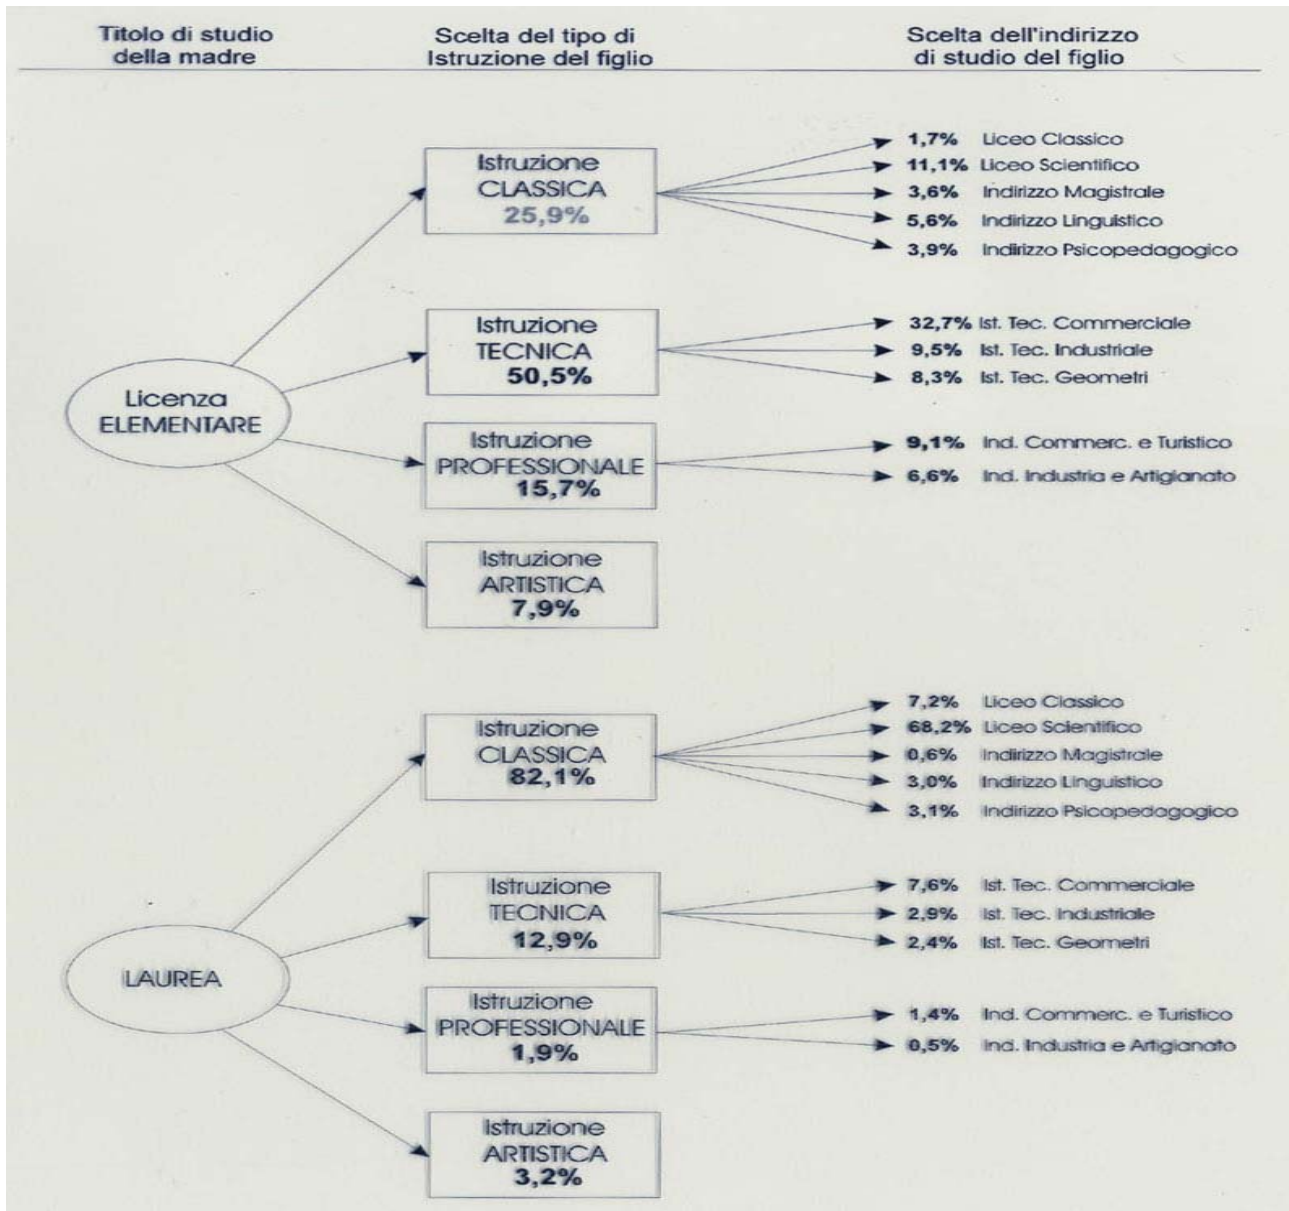 Titolo di studio
della madre
Scelta del tipo di
Istruzione del figlio
Scelta dell'indirizzo
di studio del figlio
Licenza
ELEMENTARE
Istruzione
CLASSICA
25,9%
1,7% Liceo Classico
11,1% Liceo Scientifico
3,6% Indirizzo Magistrale
5,6% Indirizzo Linguistico
3,9% Indirizzo Psicopedagogico
Istruzione
TECNICA
50,5%
32,7% Ist. Tec. Commerciale
9,5% Ist. Tec. Industriale
8,3% Ist. Tec. Geometri
Istruzione
PROFESSIONALE
15,7%
9,1% Ind. Commerc. e Turistico
6,6% Ind. Industria e Artigianato
Istruzione
ARTISTICA
7,9%
LAUREA
Istruzione
CLASSICA
82,1%
7,2% Liceo Classico
68,2% Liceo Scientifico
0,6% Indirizzo Magistrale
3,0% Indirizzo Linguistico
3,1% Indirizzo Psicopedagogico
Istruzione
TECNICA
12,9%
7,6% Ist. Tec. Commerciale
2,9% Ist. Tec. Industriale
2,4% Ist. Tec. Geometri
Istruzione
PROFESSIONALE
1,9%
1,4% Ind. Commerc. e Turistico
0,5% Ind. Industria e Artigianato
Istruzione
ARTISTICA
3,2%